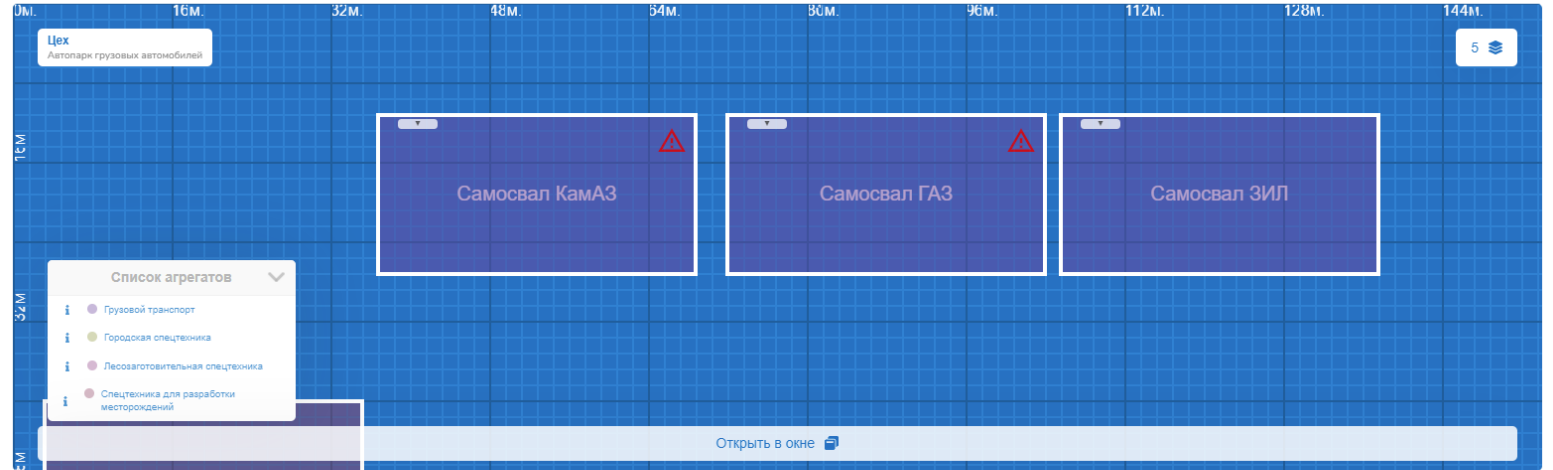 0м. 16м. 32м. 48м. 64м. 80м. 96м. 112м. 128м. 144м.
Цех
Автопарк грузовых автомобилей
5
16м
Самосвал КамАЗ
Самосвал ГАЗ
Самосвал ЗИЛ
Список агрегатов
32м
Грузовой транспорт
Городская спецтехника
Лесозаготовительная спецтехника
Спецтехника для разработки
месторождений
Открыть в окне